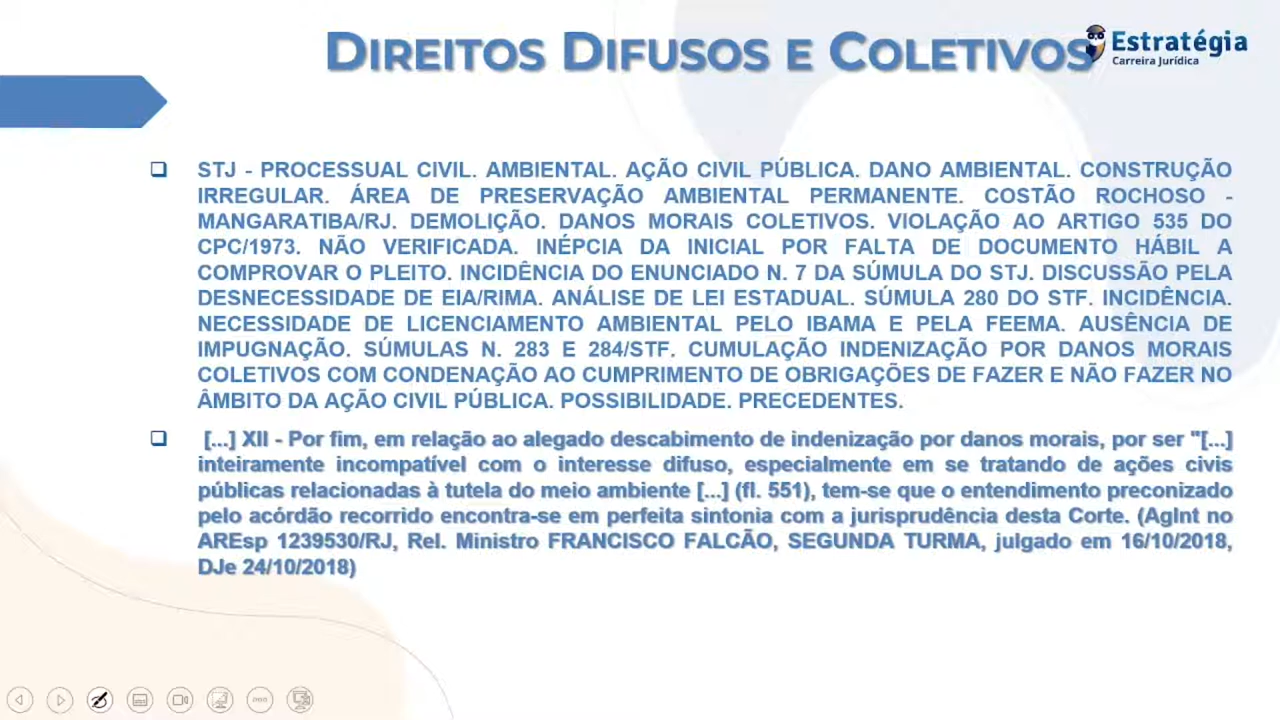 DIREITOS DIFUSOS E COLETIVOS
Estratégia
Carreira Jurídica
STJ - PROCESSUAL CIVIL. AMBIENTAL. AÇÃO CIVIL PÚBLICA. DANO AMBIENTAL. CONSTRUÇÃO
IRREGULAR. ÁREA DE PRESERVAÇÃO AMBIENTAL PERMANENTE. COSTÃO ROCHOSO -
MANGARATIBA/RJ. DEMOLIÇÃO. DANOS MORAIS COLETIVOS. VIOLAÇÃO AO ARTIGO 535 DO
CPC/1973. NÃO VERIFICADA. INÉPCIA DA INICIAL POR FALTA DE DOCUMENTO HÁBIL A
COMPROVAR O PLEITO. INCIDÊNCIA DO ENUNCIADO N. 7 DA SÚMULA DO STJ. DISCUSSÃO PELA
DESNECESSIDADE DE EIA/RIMA. ANÁLISE DE LEI ESTADUAL. SÚMULA 280 DO STF. INCIDÊNCIA.
NECESSIDADE DE LICENCIAMENTO AMBIENTAL PELO IBAMA E PELA FEEMA. AUSÊNCIA DE
IMPUGNAÇÃO. SÚMULAS N. 283 E 284/STF. CUMULAÇÃO INDENIZAÇÃO POR DANOS MORAIS
COLETIVOS COM CONDENAÇÃO AO CUMPRIMENTO DE OBRIGAÇÕES DE FAZER E NÃO FAZER NO
ÂMBITO DA AÇÃO CIVIL PÚBLICA. POSSIBILIDADE. PRECEDENTES.
[...] XII - Por fim, em relação ao alegado descabimento de indenização por danos morais, por ser "[...]
inteiramente incompatível com o interesse difuso, especialmente em se tratando de ações civis
públicas relacionadas à tutela do meio ambiente [...] (fl. 551), tem-se que o entendimento preconizado
pelo acórdão recorrido encontra-se em perfeita sintonia com a jurisprudência desta Corte. (AgInt no
AREsp 1239530/RJ, Rel. Ministro FRANCISCO FALCÃO, SEGUNDA TURMA, julgado em 16/10/2018,
DJe 24/10/2018)